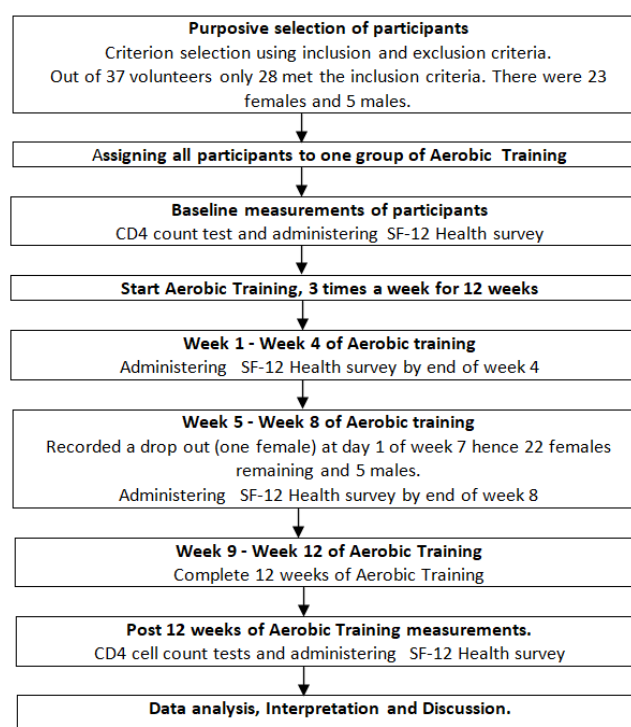 Purposive selection of participants
Criterion selection using inclusion and exclusion criteria.
Out of 37 volunteers only 28 met the inclusion criteria. There were 23
females and 5 males.
Assigning all participants to one group of Aerobic Training
Baseline measurements of participants
CD4 count test and administering SF-12 Health survey
Start Aerobic Training, 3 times a week for 12 weeks
Week 1 - Week 4 of Aerobic training
Administering SF-12 Health survey by end of week 4
Week 5 - Week 8 of Aerobic training
Recorded a drop out (one female) at day 1 of week 7 hence 22 females
remaining and 5 males.
Administering SF-12 Health survey by end of week 8
Week 9 - Week 12 of Aerobic Training
Complete 12 weeks of Aerobic Training
Post 12 weeks of Aerobic Training measurements.
CD4 cell count tests and administering SF-12 Health survey
Data analysis, Interpretation and Discussion.